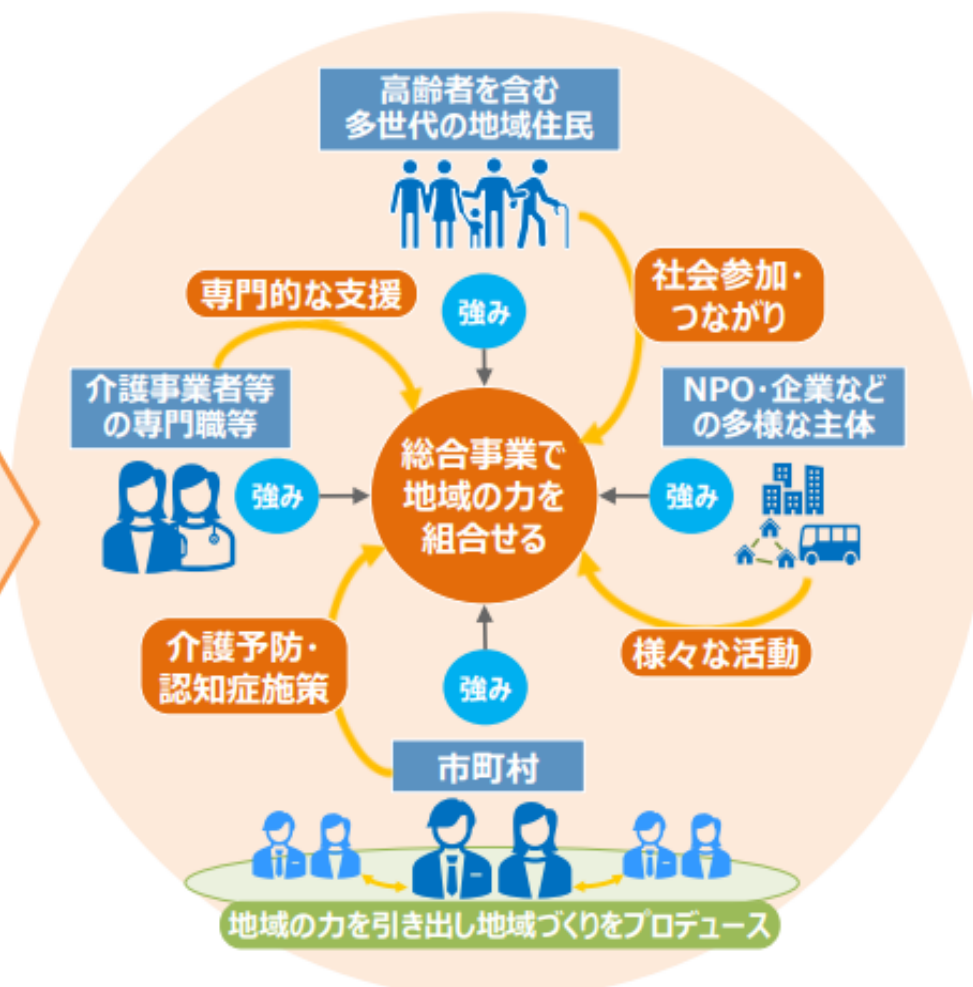 高齢者を含む
多世代の地域住民
専門的な支援
強み
社会参加・
つながり
介護事業者等
の専門職等
NPO・企業など
の多様な主体
強み
総合事業で
地域の力を
組合せる
強み
介護予防・
認知症施策
強み
様々な活動
市町村
地域の力を引き出し地域づくりをプロデュース